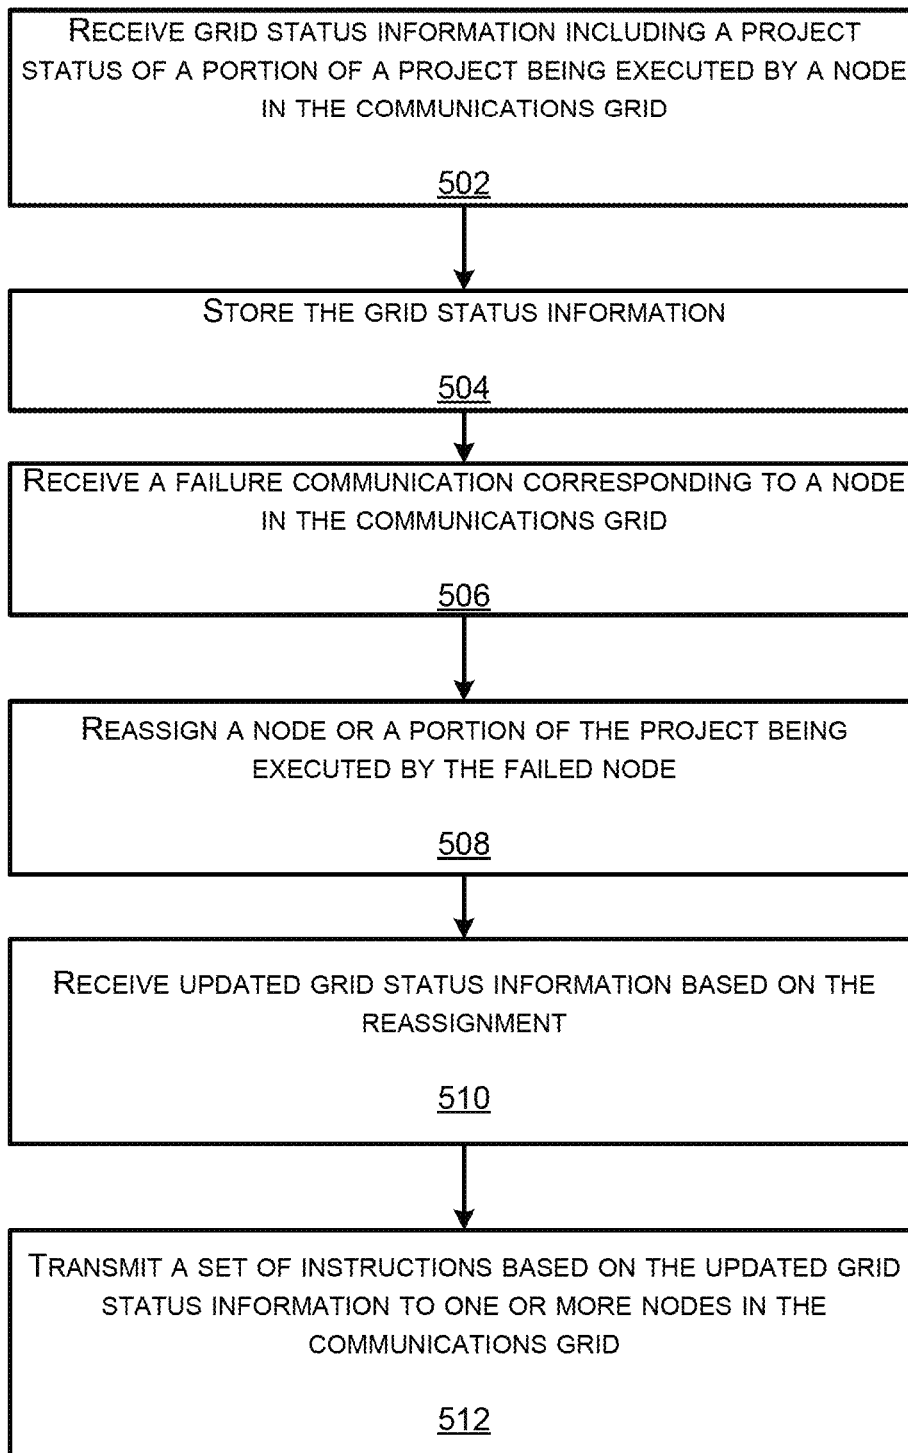 RECEIVE GRID STATUS INFORMATION INCLUDING A PROJECT
STATUS OF A PORTION OF A PROJECT BEING EXECUTED BY A NODE
IN THE COMMUNICATIONS GRID
502
STORE THE GRID STATUS INFORMATION
504
RECEIVE A FAILURE COMMUNICATION CORRESPONDING TO A NODE
IN THE COMMUNICATIONS GRID
506
REASSIGN A NODE OR A PORTION OF THE PROJECT BEING
EXECUTED BY THE FAILED NODE
508
RECEIVE UPDATED GRID STATUS INFORMATION BASED ON THE
REASSIGNMENT
510
TRANSMIT A SET OF INSTRUCTIONS BASED ON THE UPDATED GRID
STATUS INFORMATION TO ONE OR MORE NODES IN THE
COMMUNICATIONS GRID
512